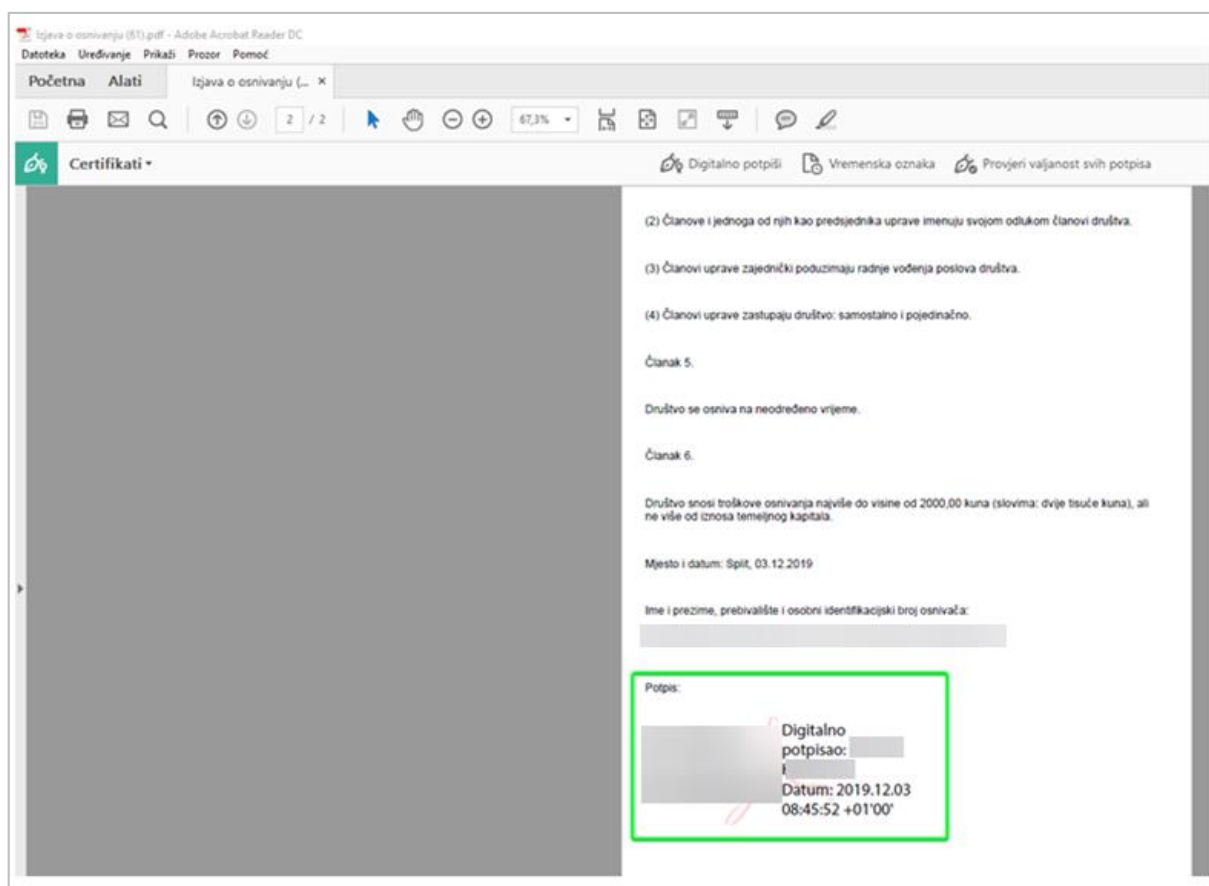 Izjava o osnivanju (61).pdf - Adobe Acrobat Reader DC
Datoteka Uređivanje Prikaži Prozor Pomoć
Početna Alati Izjava o osnivanju (... ×
2 / 2 67,3%
Certifikati Digitalno potpiši Vremenska oznaka Provjeri valjanost svih potpisa
(2) Članove i jednoga od njih kao predsjednika uprave imenuju svojom odlukom članovi društva.
(3) Članovi uprave zajednički poduzimaju radnje vođenja poslova društva.
(4) Članovi uprave zastupaju društvo: samostalno i pojedinačno.
Članak 5.
Društvo se osniva na neodređeno vrijeme.
Članak 6.
Društvo snosi troškove osnivanja najviše do visine od 2000,00 kuna (slovima: dvije tisuće kuna), ali
ne više od iznosa temeljnog kapitala.
Mjesto i datum: Split, 03.12.2019
Ime i prezime, prebivalište i osobni identifikacijski broj osnivača:
Potpis:
Digitalno
potpisao:
Datum: 2019.12.03
08:45:52 +01'00'